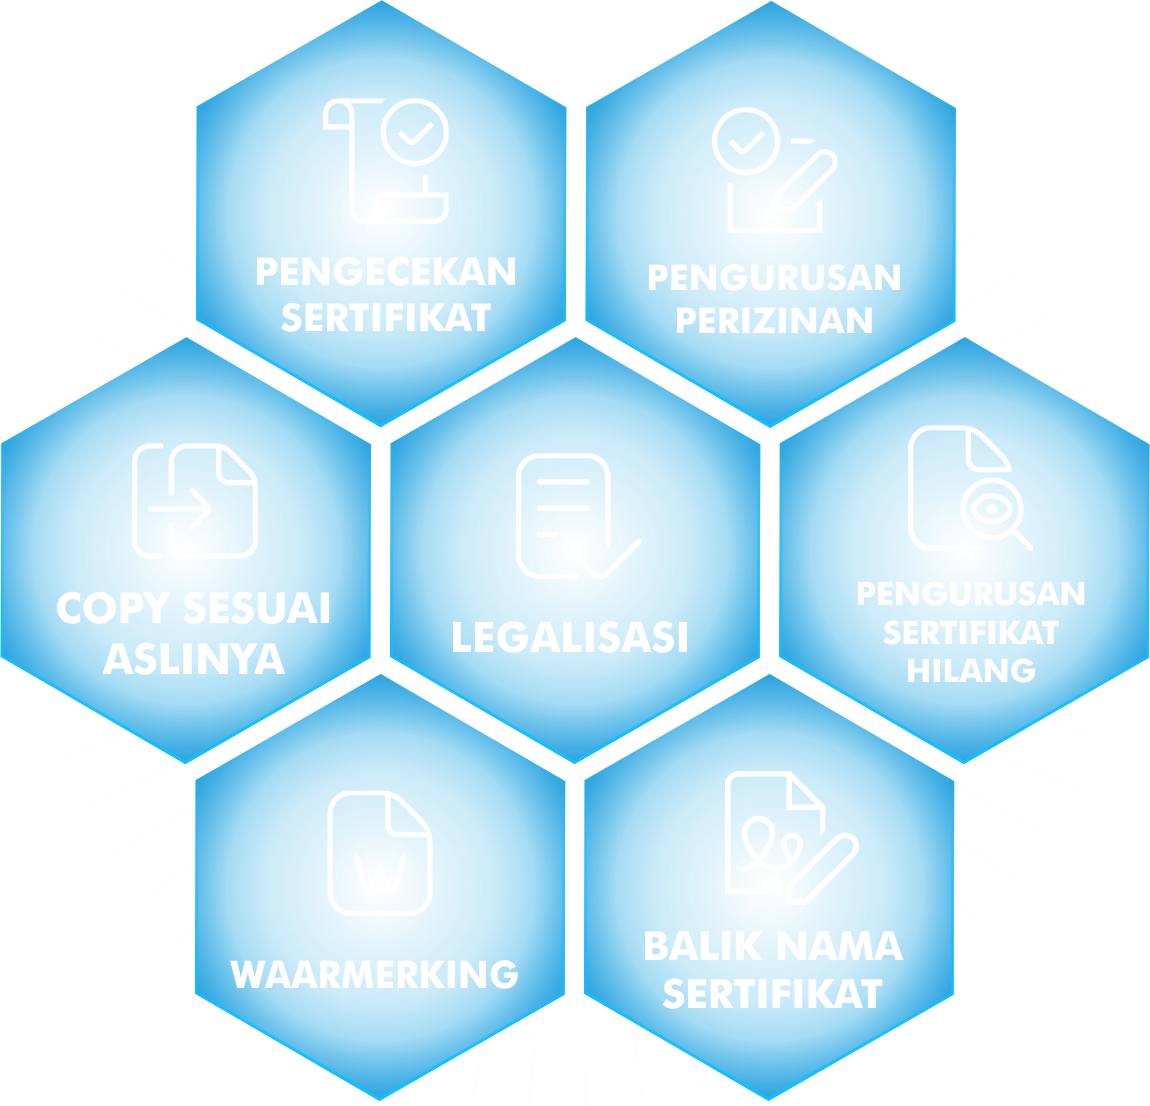 PENGECEKAN
SERTIFIKAT
PENGURUSAN
PERIZINAN
COPY SESUAI
ASLINYA
LEGALISASI
PENGURUSAN
SERTIFIKAT
HILANG
W
WAARMERKING
BALIK NAMA
SERTIFIKAT